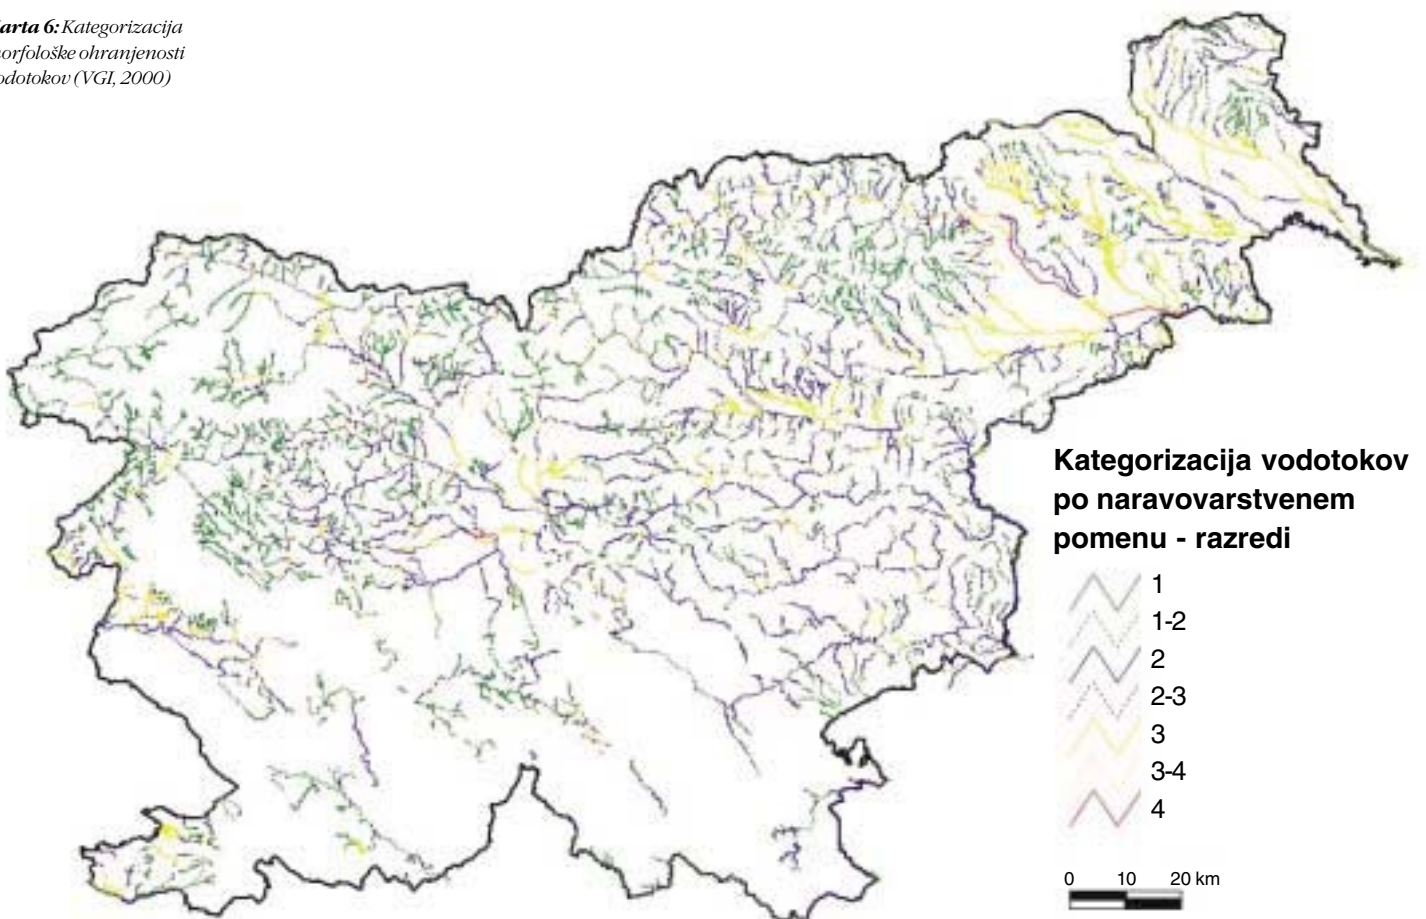 arta 6: Kategorizacija
orfološke ohranjenosti
odotokov (VGI, 2000)
Kategorizacija vodotokov
po naravovarstvenem
pomenu - razredi
1
1-2
2
2-3
3
3-4
4
0 10 20 km